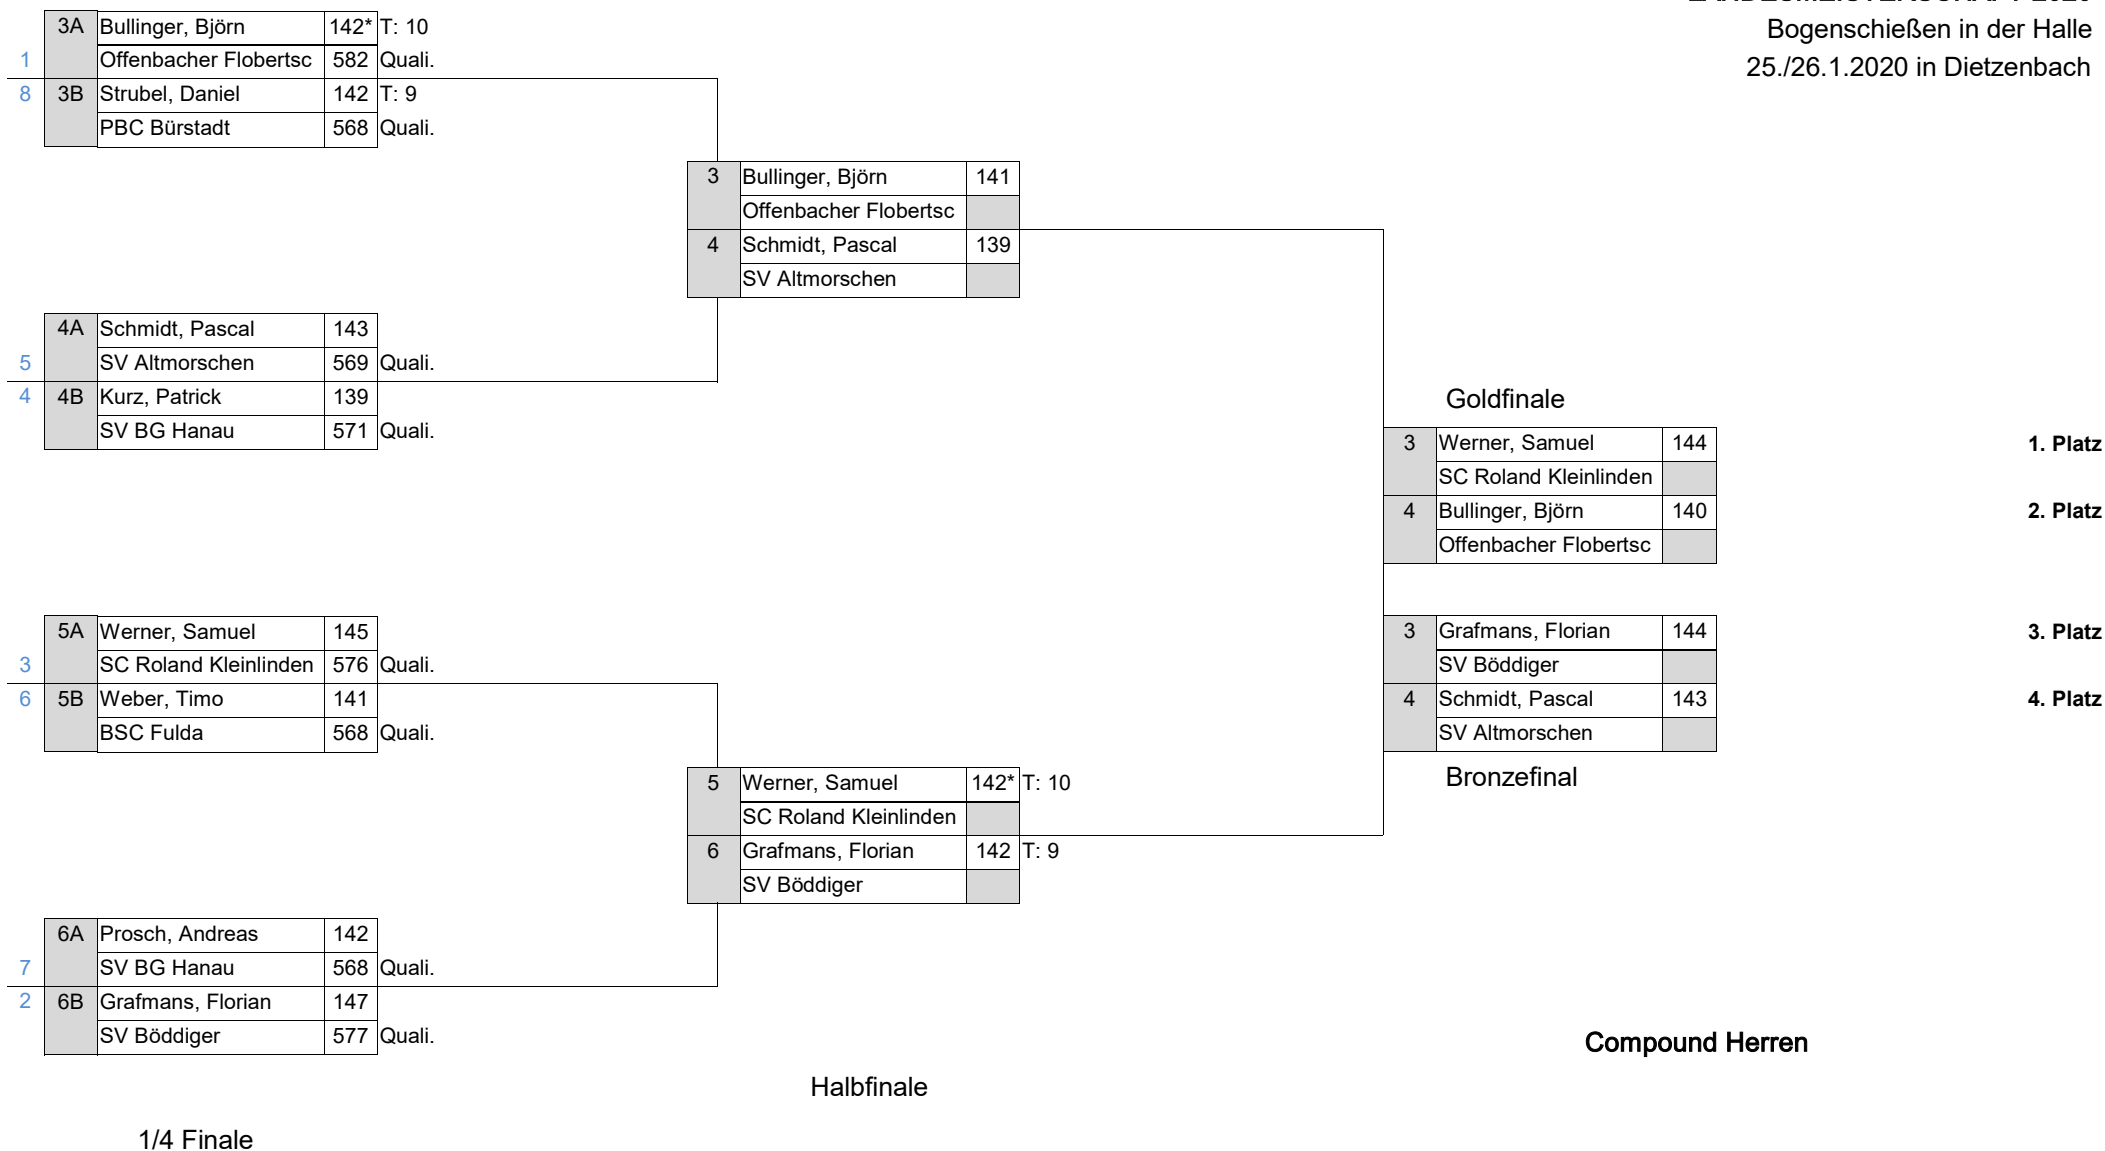 Bogenschießen in der Halle
25./26.1.2020 in Dietzenbach
3A Bullinger, Björn 142* T: 10
1 Offenbacher Flobertsc 582 Quali.
8 3B Strubel, Daniel 142 T: 9
PBC Bürstadt 568 Quali.
3 Bullinger, Björn 141
Offenbacher Flobertsc
4 Schmidt, Pascal 139
SV Altmorschen
4A Schmidt, Pascal 143
5 SV Altmorschen 569 Quali.
4 4B Kurz, Patrick 139
SV BG Hanau 571 Quali.
Goldfinale
3 Werner, Samuel 144 1. Platz
SC Roland Kleinlinden
4 Bullinger, Björn 140 2. Platz
Offenbacher Flobertsc
5A Werner, Samuel 145
3 SC Roland Kleinlinden 576 Quali.
6 5B Weber, Timo 141
BSC Fulda 568 Quali.
3 Grafmans, Florian 144 3. Platz
SV Böddiger
4 Schmidt, Pascal 143 4. Platz
SV Altmorschen
Bronzefinal
5 Werner, Samuel 142* T: 10
SC Roland Kleinlinden
6 Grafmans, Florian 142 T: 9
SV Böddiger
6A Prosch, Andreas 142
7 SV BG Hanau 568 Quali.
2 6B Grafmans, Florian 147
SV Böddiger 577 Quali.
Compound Herren
Halbfinale
1/4 Finale